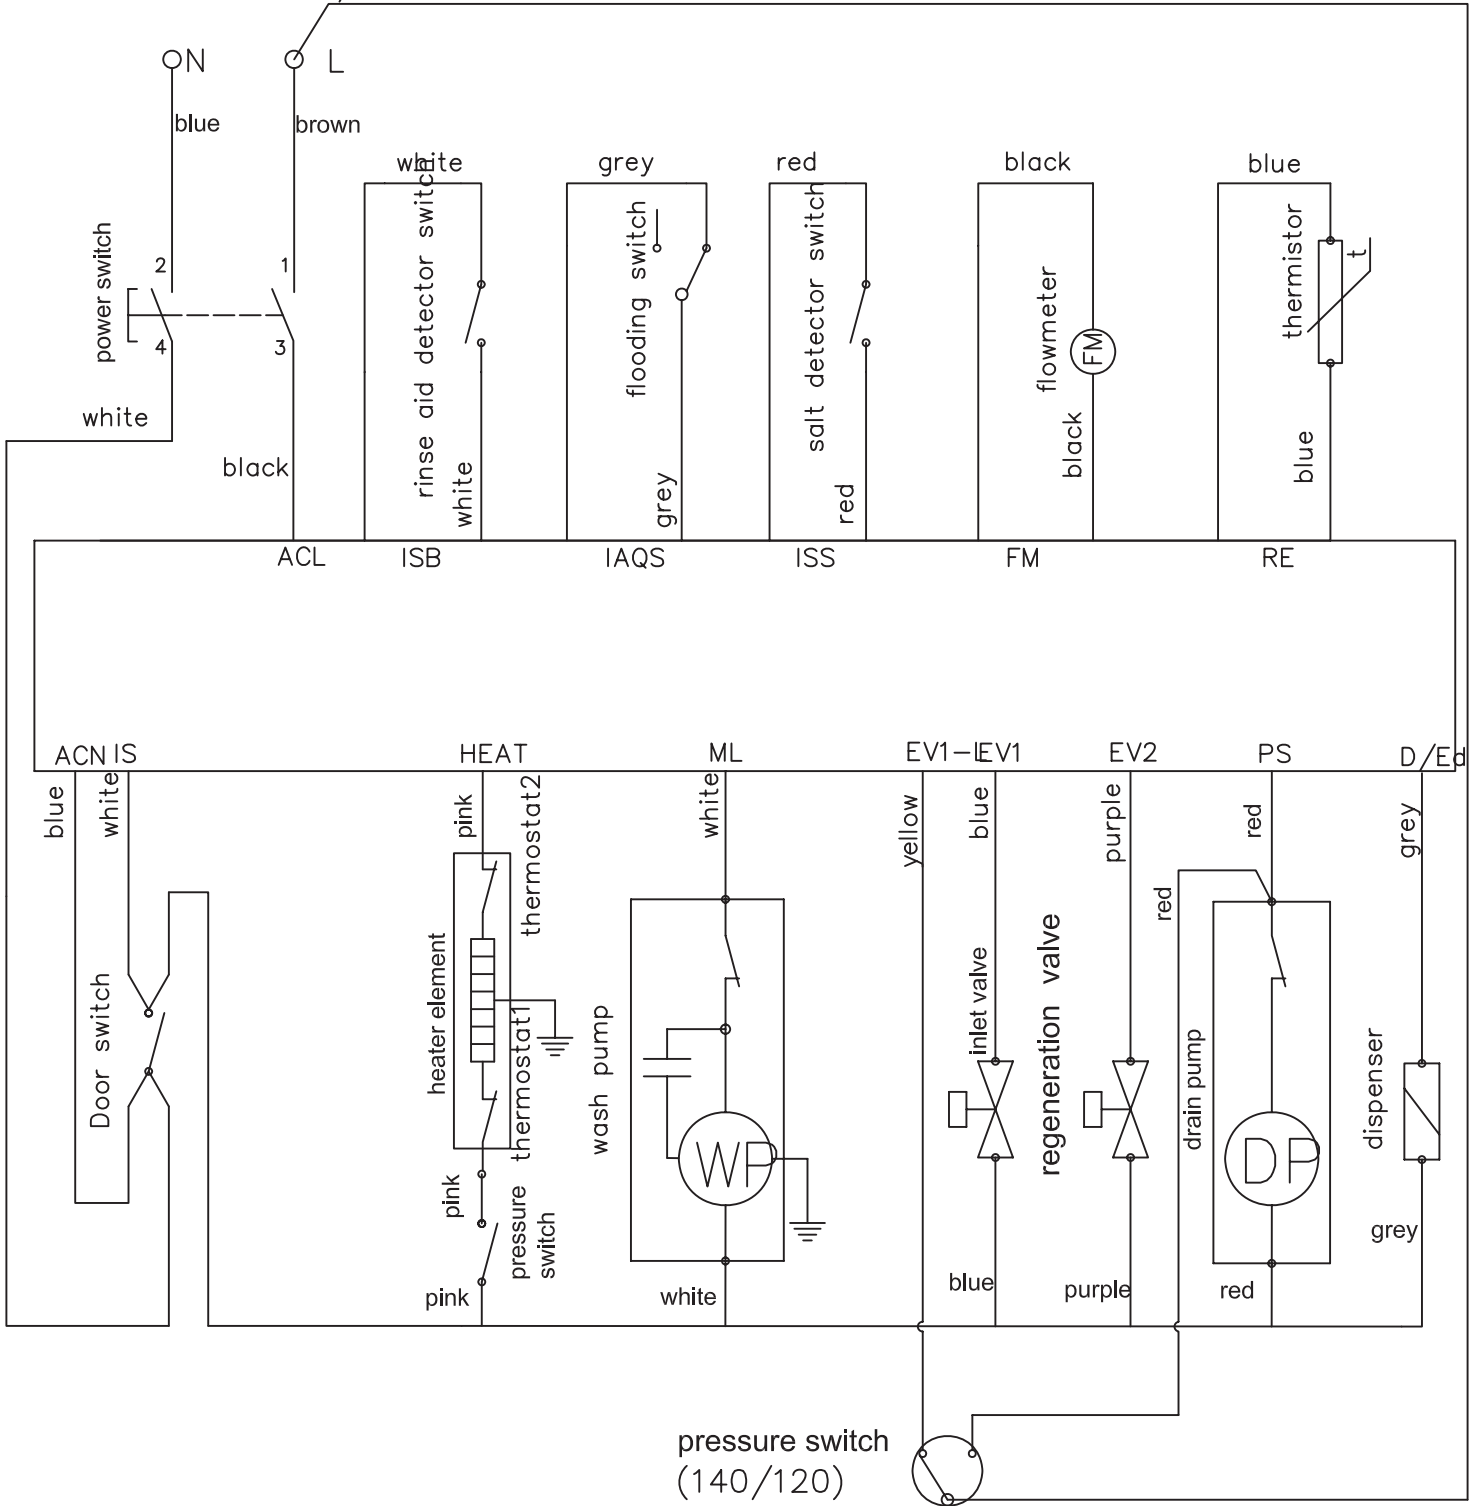 N
L
blue
brown
white
grey
red
black
blue
power switch
2
1
4
3
rinse aid detector switch
flooding switch
salt detector switch
flowmeter
FM
thermistor
t
white
black
white
grey
red
black
blue
ACL
ISB
IAQS
ISS
FM
RE
ACN
IS
HEAT
ML
EV1-L
EV1
EV2
PS
D/Ed
blue
white
pink
thermostat2
white
yellow
blue
purple
red
grey
red
Door switch
heater element
thermostat1
wash pump
WP
inlet valve
regeneration valve
drain pump
DP
dispenser
pink
pressure
switch
pink
white
blue
purple
red
grey
pressure switch
(140/120)